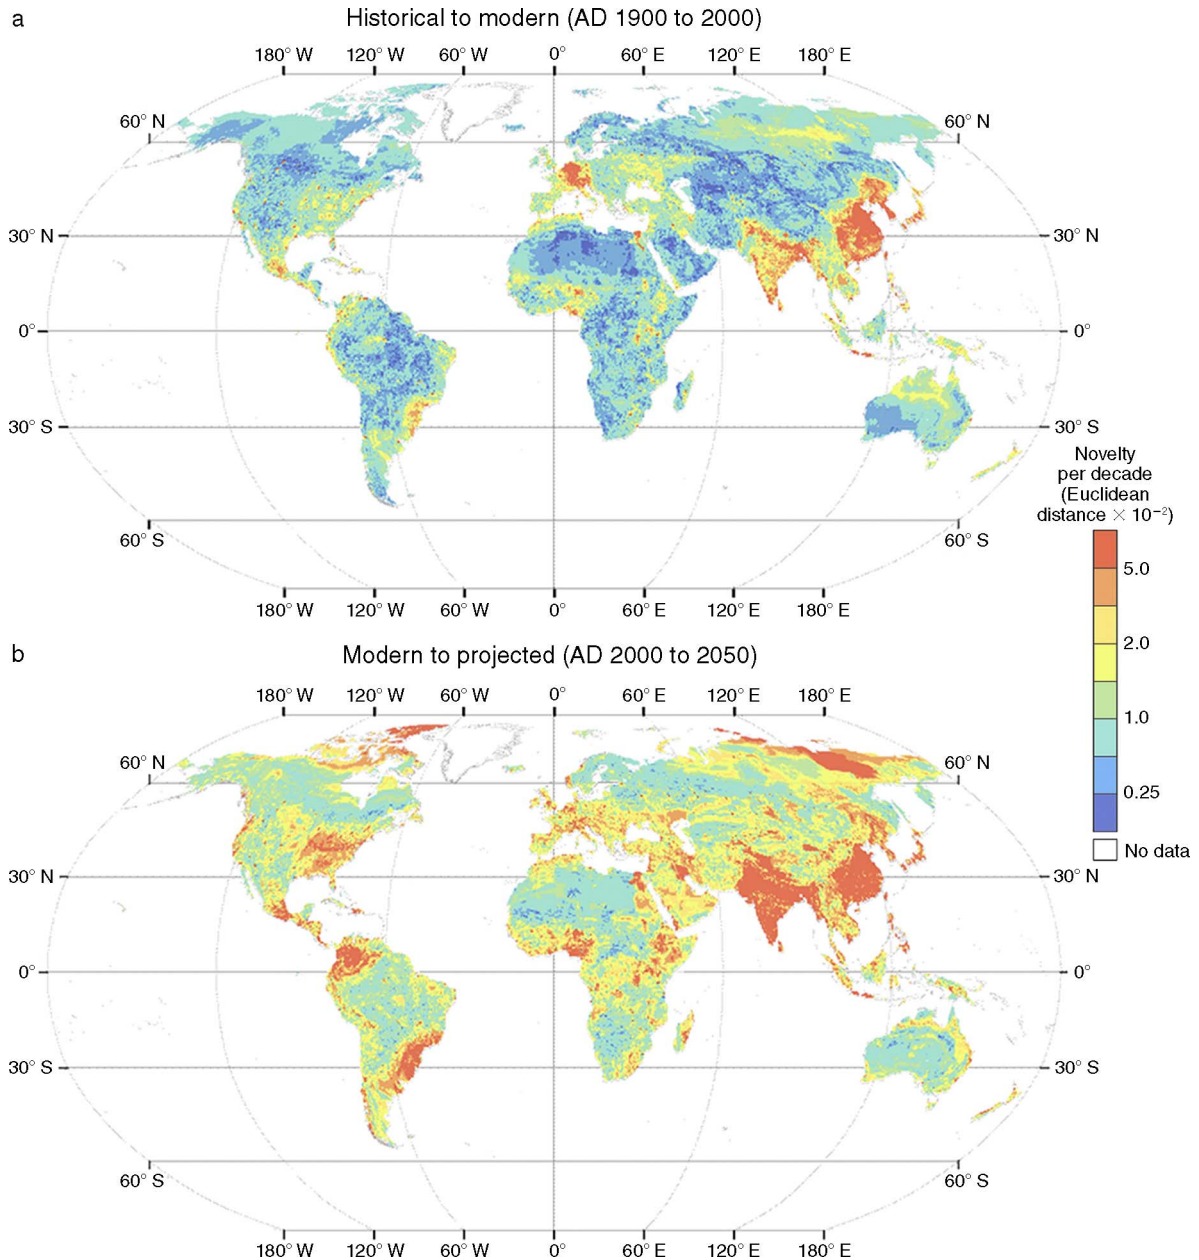 a
Historical to modern (AD 1900 to 2000)
180° W 120° W 60° W 0° 60° E 120° E 180° E
60° N 60° N
30° N 30° N
0° 0°
30° S 30° S
60° S 60° S
180° W 120° W 60° W 0° 60° E 120° E 180° E
Novelty
per decade
(Euclidean
distance × 10⁻²)
5.0
2.0
1.0
0.25
No data
b
Modern to projected (AD 2000 to 2050)
180° W 120° W 60° W 0° 60° E 120° E 180° E
60° N 60° N
30° N 30° N
0° 0°
30° S 30° S
60° S 60° S
180° W 120° W 60° W 0° 60° E 120° E 180° E